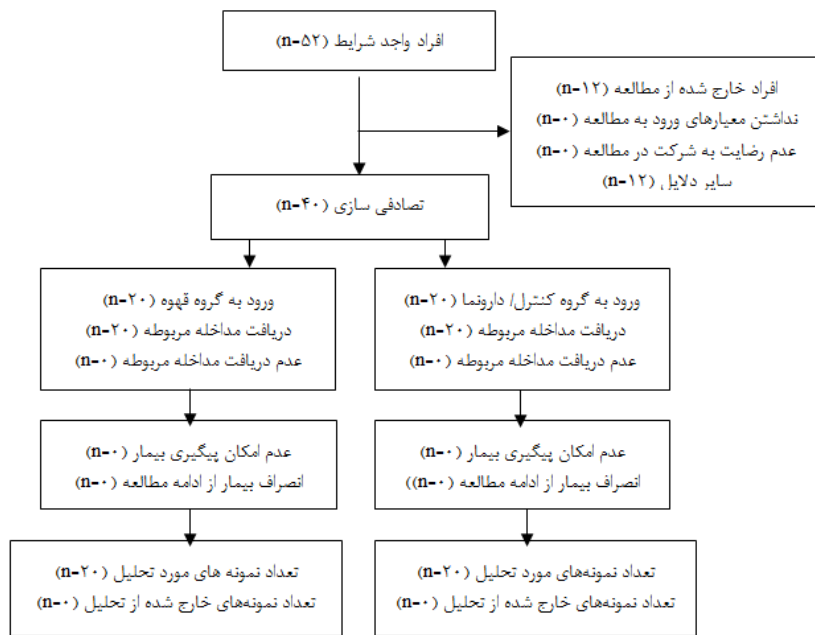 افراد واجد شرایط (n-۵۲)
افراد خارج شده از مطالعه (n-۱۲)
نداشتن معیارهای ورود به مطالعه (n-۰)
عدم رضایت به شرکت در مطالعه (n-۰)
سایر دلایل (n-۱۲)
تصادفی سازی (n-۴۰)
ورود به گروه کنترل/ دارونما (n-۲۰)
دریافت مداخله مربوطه (n-۲۰)
عدم دریافت مداخله مربوطه (n-۰)
ورود به گروه قهوه (n-۲۰)
دریافت مداخله مربوطه (n-۲۰)
عدم دریافت مداخله مربوطه (n-۰)
عدم امکان پیگیری بیمار (n-۰)
انصراف بیمار از ادامه مطالعه (n-۰))
عدم امکان پیگیری بیمار (n-۰)
انصراف بیمار از ادامه مطالعه (n-۰)
تعداد نمونه‌های مورد تحلیل (n-۲۰)
تعداد نمونه‌های خارج شده از تحلیل (n-۰)
تعداد نمونه های مورد تحلیل (n-۲۰)
تعداد نمونه‌های خارج شده از تحلیل (n-۰)